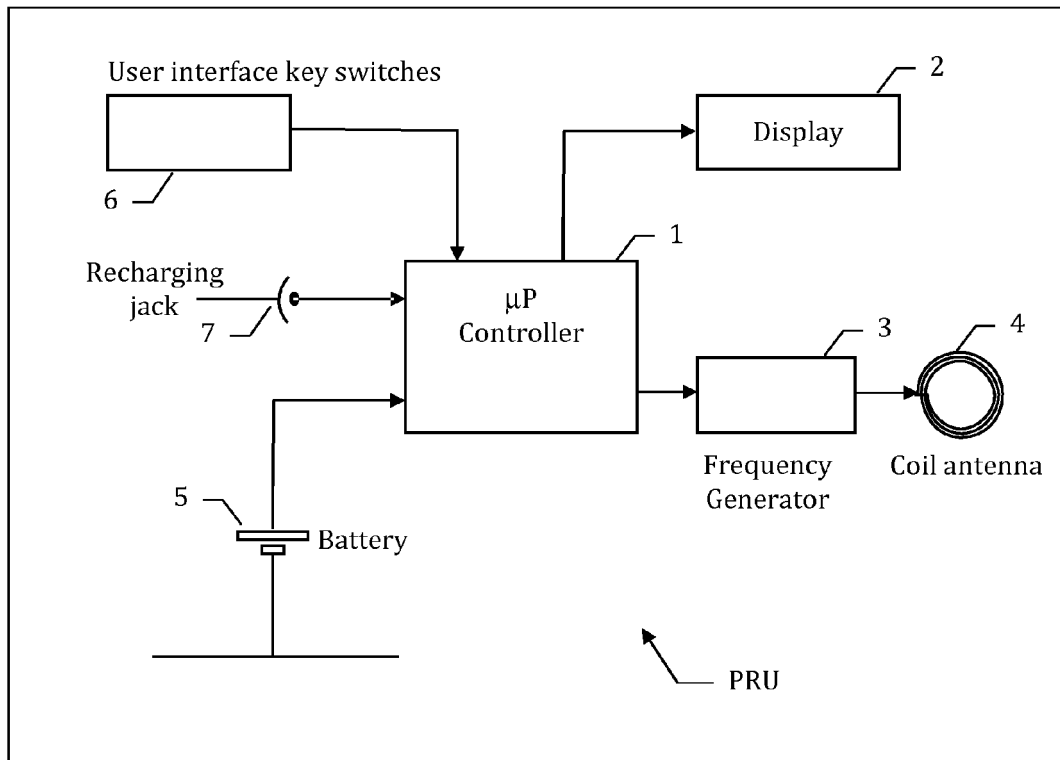 User interface key switches
2
Display
6
1
Recharging
jack
7
μP
Controller
3
4
Frequency
Generator
Coil antenna
5
Battery
PRU